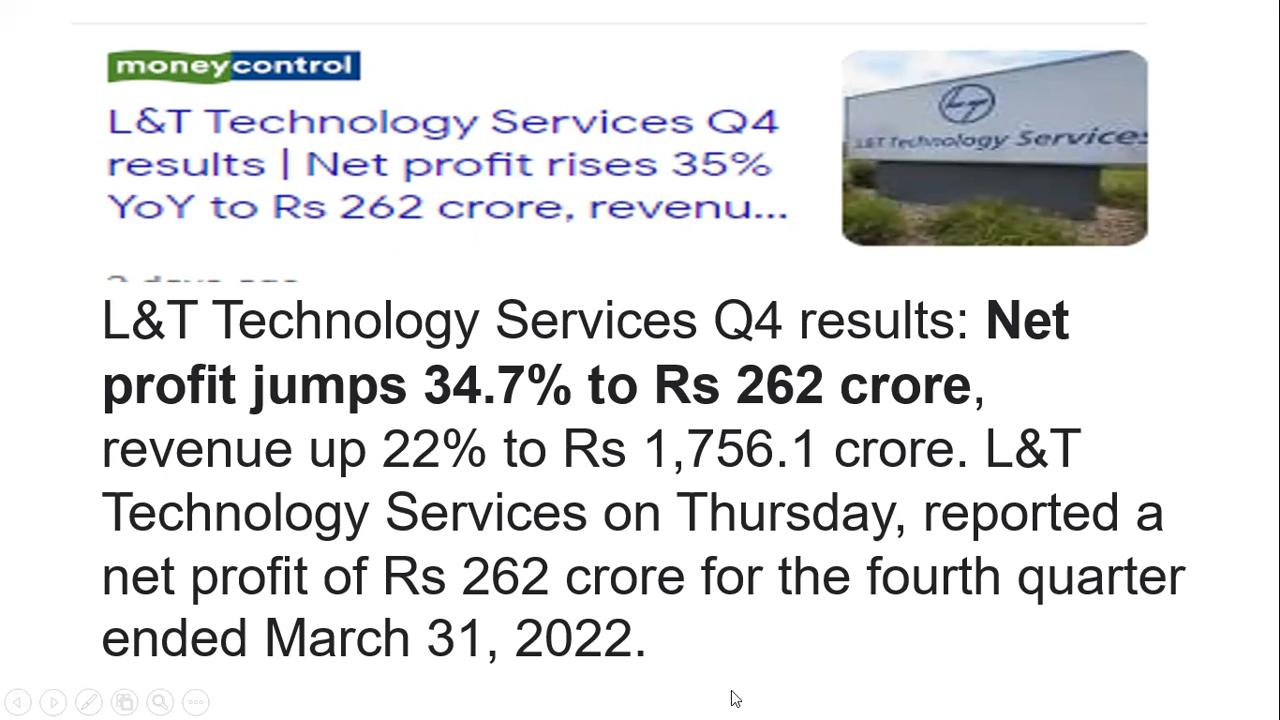 moneycontrol
L&T Technology Services Q4
results | Net profit rises 35%
YoY to Rs 262 crore, revenu...
L&T Technology Services
L&T Technology Services Q4 results: Net
profit jumps 34.7% to Rs 262 crore,
revenue up 22% to Rs 1,756.1 crore. L&T
Technology Services on Thursday, reported a
net profit of Rs 262 crore for the fourth quarter
ended March 31, 2022.